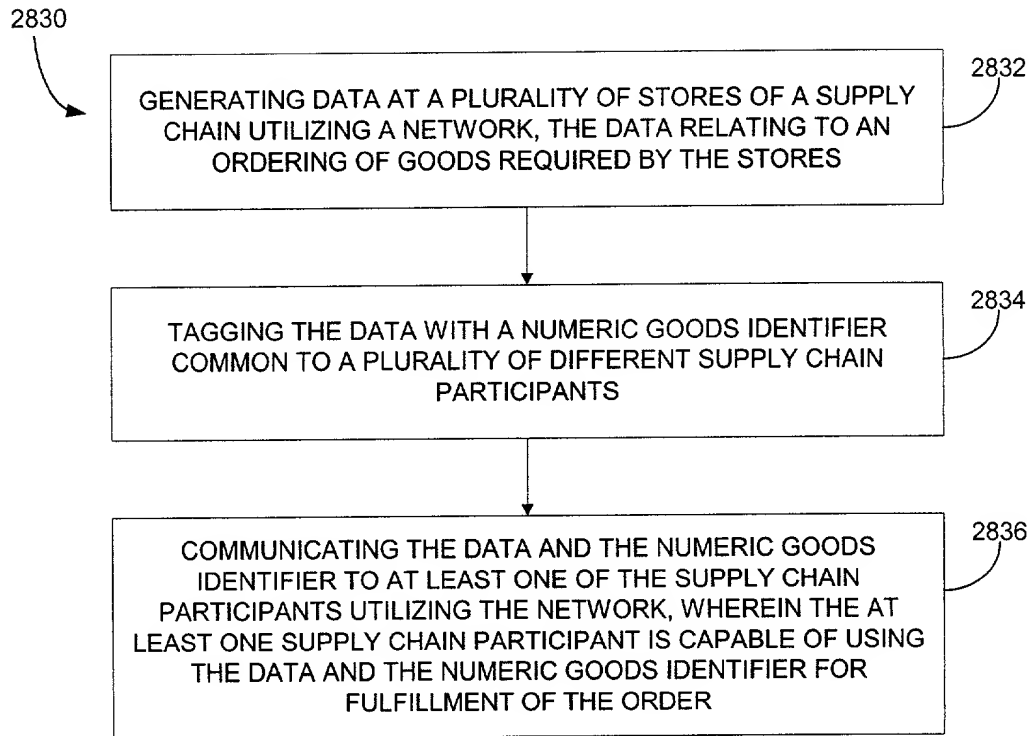 2830
2832
GENERATING DATA AT A PLURALITY OF STORES OF A SUPPLY
CHAIN UTILIZING A NETWORK, THE DATA RELATING TO AN
ORDERING OF GOODS REQUIRED BY THE STORES
2834
TAGGING THE DATA WITH A NUMERIC GOODS IDENTIFIER
COMMON TO A PLURALITY OF DIFFERENT SUPPLY CHAIN
PARTICIPANTS
2836
COMMUNICATING THE DATA AND THE NUMERIC GOODS
IDENTIFIER TO AT LEAST ONE OF THE SUPPLY CHAIN
PARTICIPANTS UTILIZING THE NETWORK, WHEREIN THE AT
LEAST ONE SUPPLY CHAIN PARTICIPANT IS CAPABLE OF USING
THE DATA AND THE NUMERIC GOODS IDENTIFIER FOR
FULFILLMENT OF THE ORDER